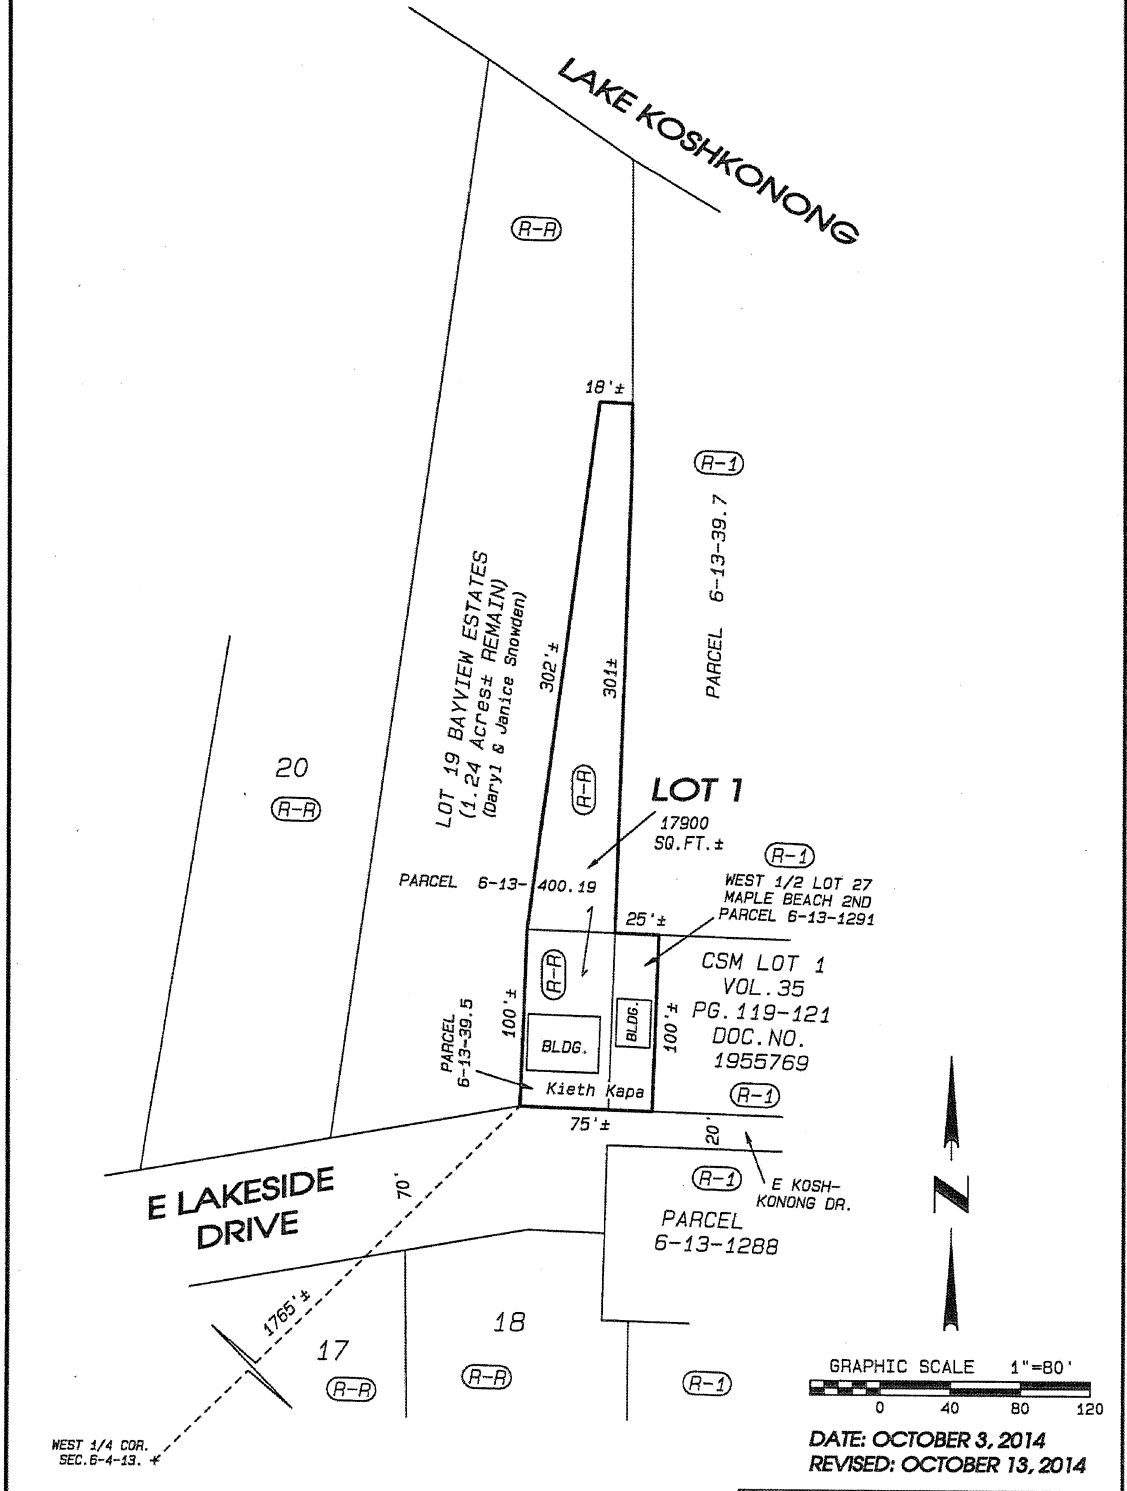 LAKE KOSHKONONG
R-R
18'±
R-1
PARCEL 6-13-39.7
LOT 19 BAYVIEW ESTATES
(1.24 Acres± REMAIN)
(Daryl & Janice Snowden)
302'±
301±
20
R-R
R-R
LOT 1
17900
SQ.FT.±
R-1
PARCEL 6-13-400.19
WEST 1/2 LOT 27
MAPLE BEACH 2ND
PARCEL 6-13-1291
25'±
R-R
CSM LOT 1
VOL.35
PG.119-121
DOC.NO.
1955769
R-1
100'±
PARCEL
6-13-39.5
BLDG.
BLDG.
100'±
Kieth Kapa
75'±
20'
E LAKESIDE
DRIVE
70'
R-1
E KOSH-
KONONG DR.
PARCEL
6-13-1288
N
1765'±
17
R-R
18
R-R
R-1
WEST 1/4 COR.
SEC.6-4-13.
GRAPHIC SCALE 1"=80'
0 40 80 120
DATE: OCTOBER 3, 2014
REVISED: OCTOBER 13, 2014